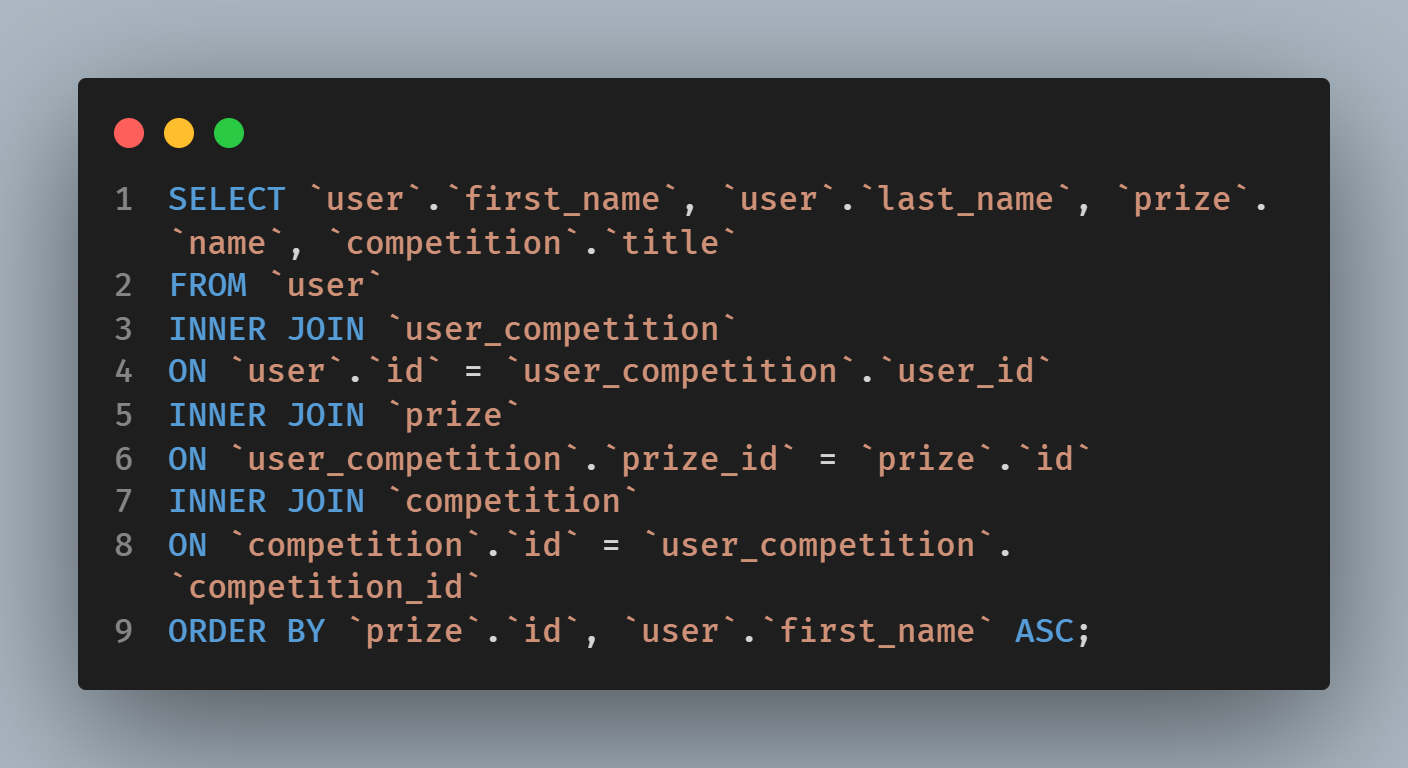 1 SELECT `user`.`first_name`, `user`.`last_name`, `prize`.
`name`, `competition`.`title`
2 FROM `user`
3 INNER JOIN `user_competition`
4 ON `user`.`id` = `user_competition`.`user_id`
5 INNER JOIN `prize`
6 ON `user_competition`.`prize_id` = `prize`.`id`
7 INNER JOIN `competition`
8 ON `competition`.`id` = `user_competition`.
`competition_id`
9 ORDER BY `prize`.`id`, `user`.`first_name` ASC;